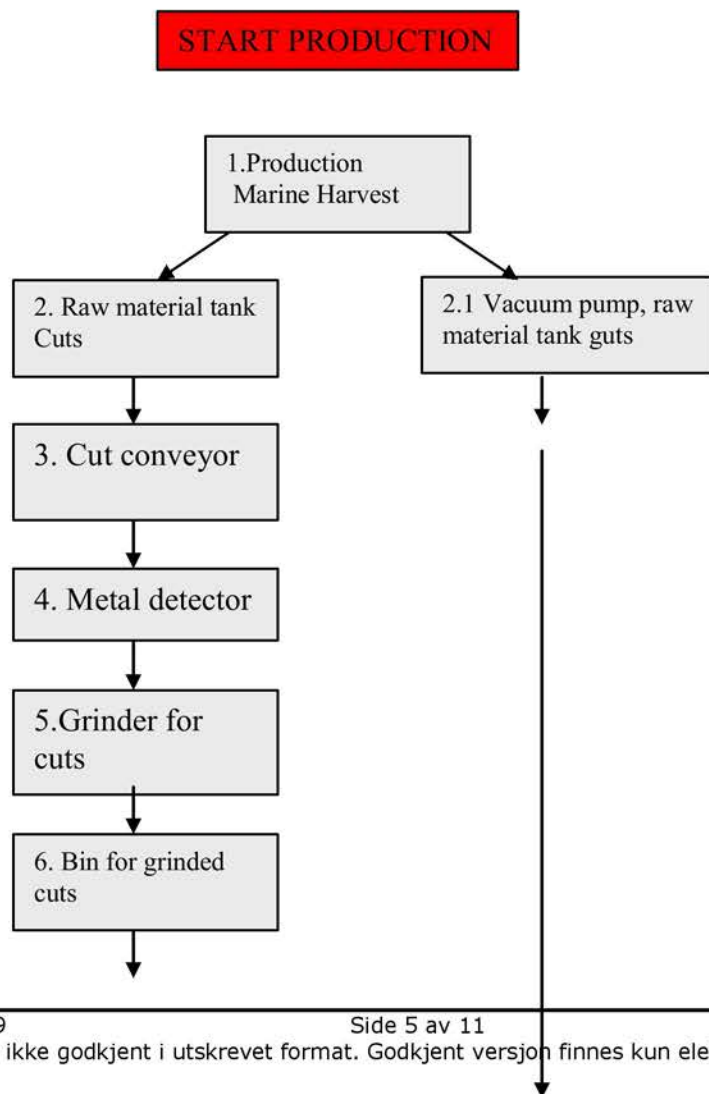 START PRODUCTION
1.Production
Marine Harvest
2. Raw material tank
Cuts
2.1 Vacuum pump, raw
material tank guts
3. Cut conveyor
4. Metal detector
5.Grinder for
cuts
6. Bin for grinded
cuts
9
Side 5 av 11
ikke godkjent i utskrevet format. Godkjent versjon finnes kun ele